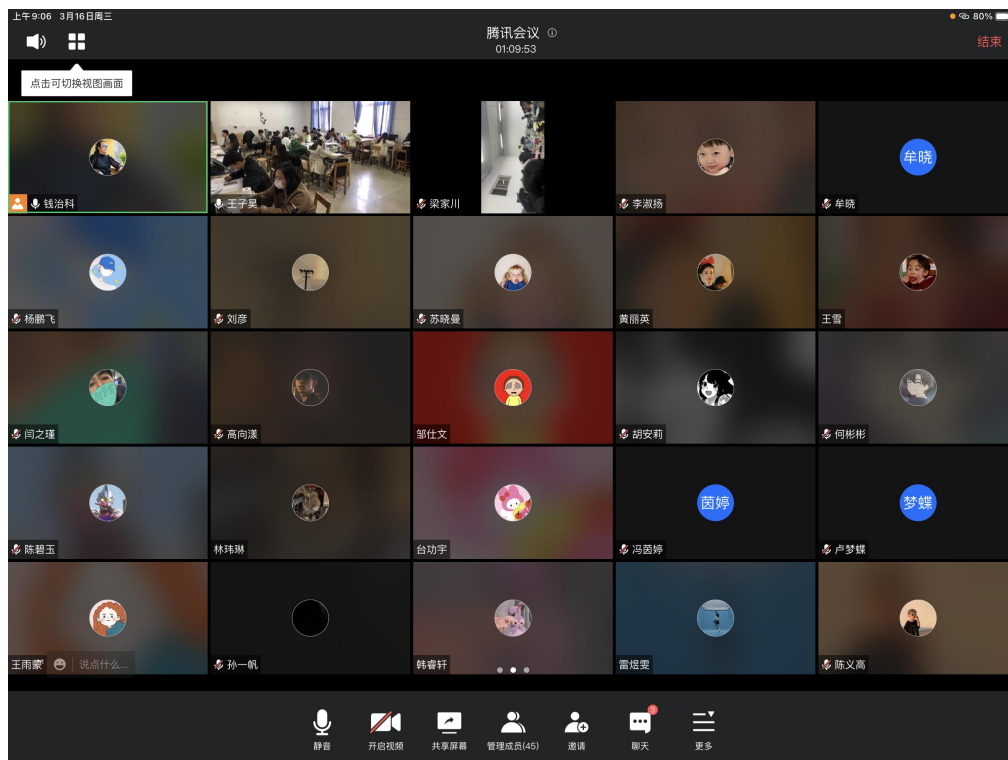 上午9:06 3月16日周三
80%
腾讯会议
01:09:53
结束
点击可切换视图画面
钱治科
王子昊
梁家川
李淑扬
牟晓
牟晓
杨鹏飞
刘彦
苏晓曼
黄丽英
王雪
闫之瑾
高向漾
邹仕文
胡安莉
何彬彬
茵婷
梦蝶
陈碧玉
林玮琳
台功宇
冯茵婷
卢梦蝶
王雨蒙
说点什么...
孙一帆
韩睿轩
雷煜雯
陈义高
3
静音
开启视频
共享屏幕
管理成员(45)
邀请
聊天
更多